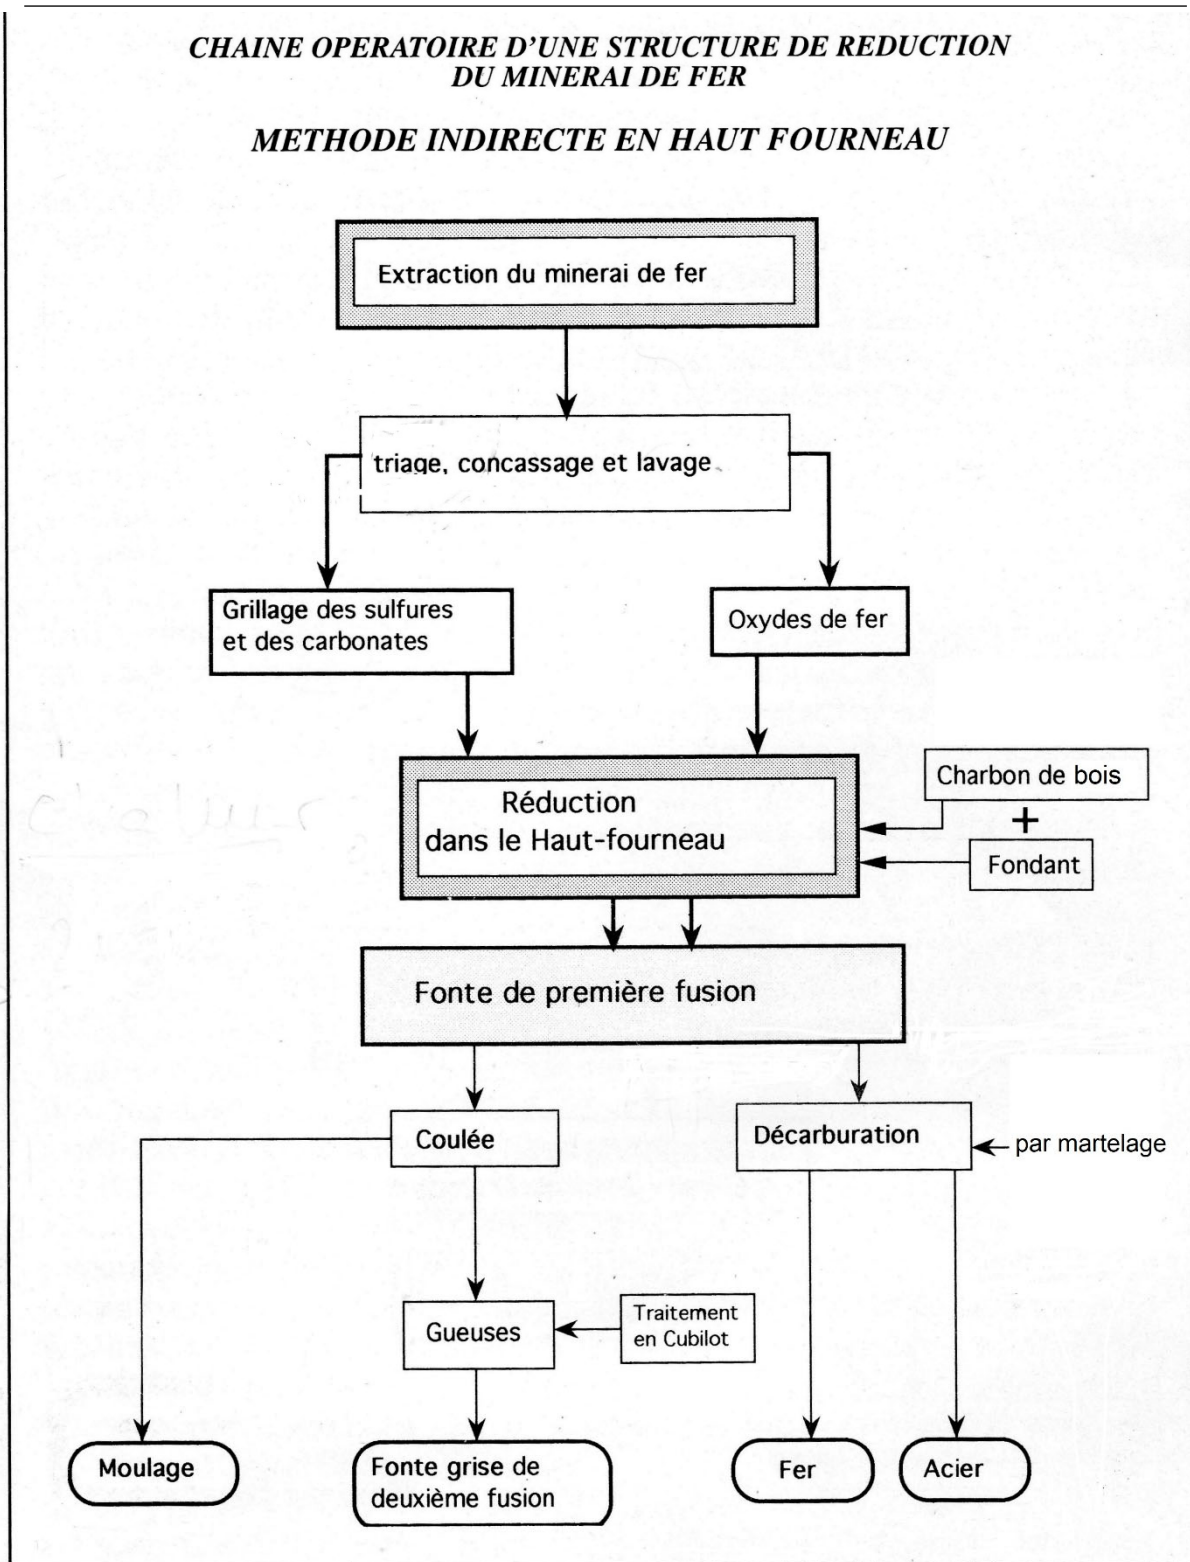 CHAINE OPERATOIRE D'UNE STRUCTURE DE REDUCTION
DU MINERAI DE FER
METHODE INDIRECTE EN HAUT FOURNEAU
Extraction du minerai de fer
triage, concassage et lavage
Grillage des sulfures
et des carbonates
Oxydes de fer
Réduction
dans le Haut-fourneau
Charbon de bois
+
Fondant
Fonte de première fusion
Coulée
Décarburation
par martelage
Gueuses
Traitement
en Cubilot
Moulage
Fonte grise de
deuxième fusion
Fer
Acier